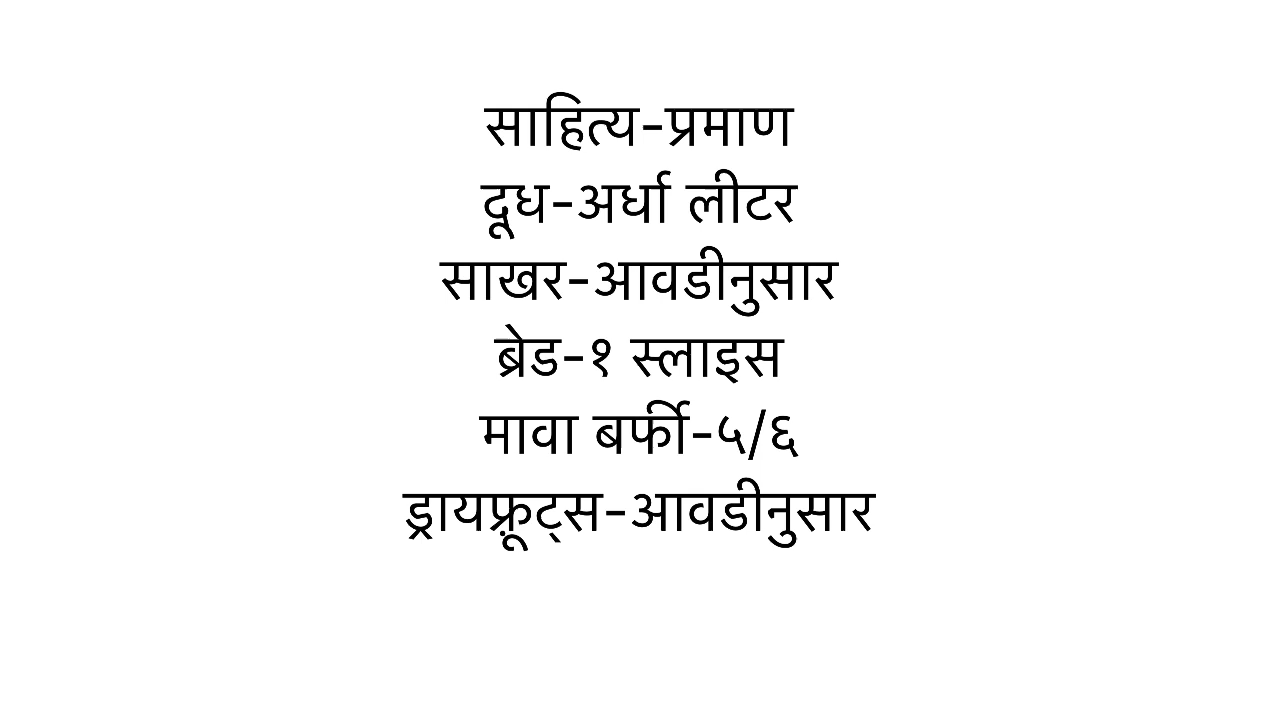 साहित्य-प्रमाण
दूध-अर्धा लीटर
साखर-आवडीनुसार
ब्रेड-१ स्लाइस
मावा बर्फी-५/६
ड्रायफ़्रूट्स-आवडीनुसार